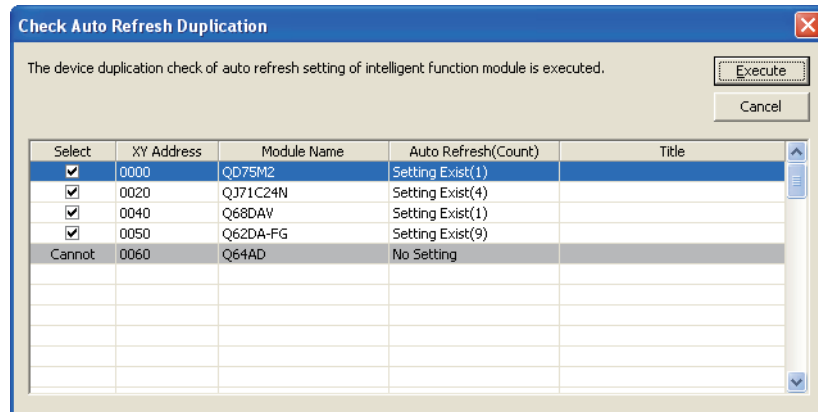 Check Auto Refresh Duplication
The device duplication check of auto refresh setting of intelligent function module is executed.
Execute
Cancel
Select XY Address Module Name Auto Refresh(Count) Title
0000 QD75M2 Setting Exist(1)
0020 QJ71C24N Setting Exist(4)
0040 Q68DAV Setting Exist(1)
0050 Q62DA-FG Setting Exist(9)
Cannot 0060 Q64AD No Setting